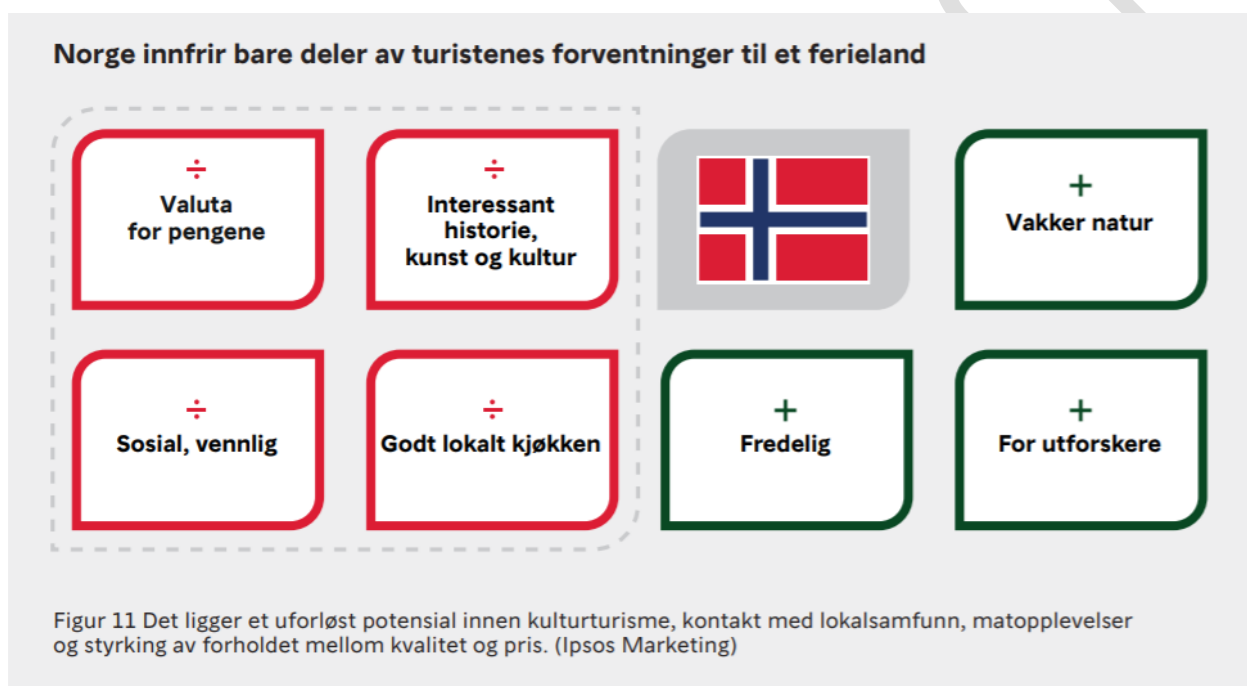 Norge innfrir bare deler av turistenes forventninger til et ferieland
÷
Valuta
for pengene
÷
Interessant
historie,
kunst og kultur
+
Vakker natur
÷
Sosial, vennlig
÷
Godt lokalt kjøkken
+
Fredelig
+
For utforskere
Figur 11 Det ligger et uforløst potensial innen kulturturisme, kontakt med lokalsamfunn, matopplevelser
og styrking av forholdet mellom kvalitet og pris. (Ipsos Marketing)